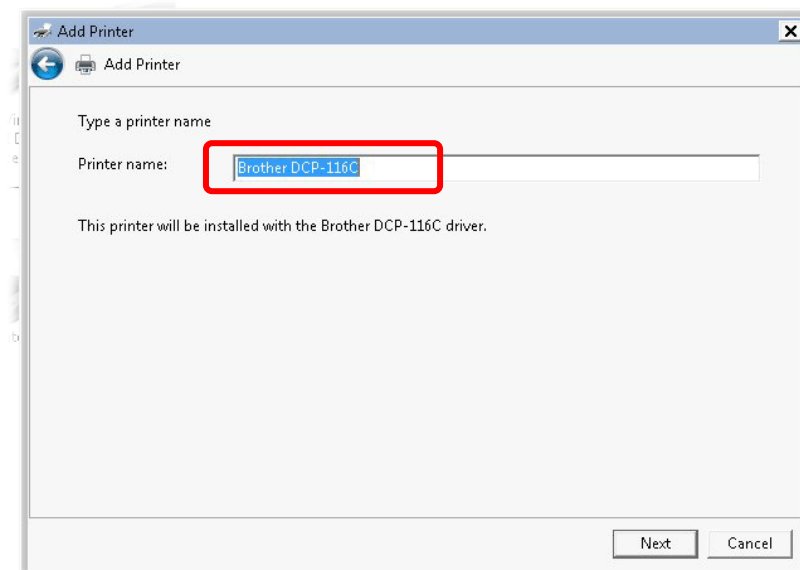 Add Printer
Add Printer
Type a printer name
Printer name:
Brother DCP-116C
This printer will be installed with the Brother DCP-116C driver.
Next
Cancel